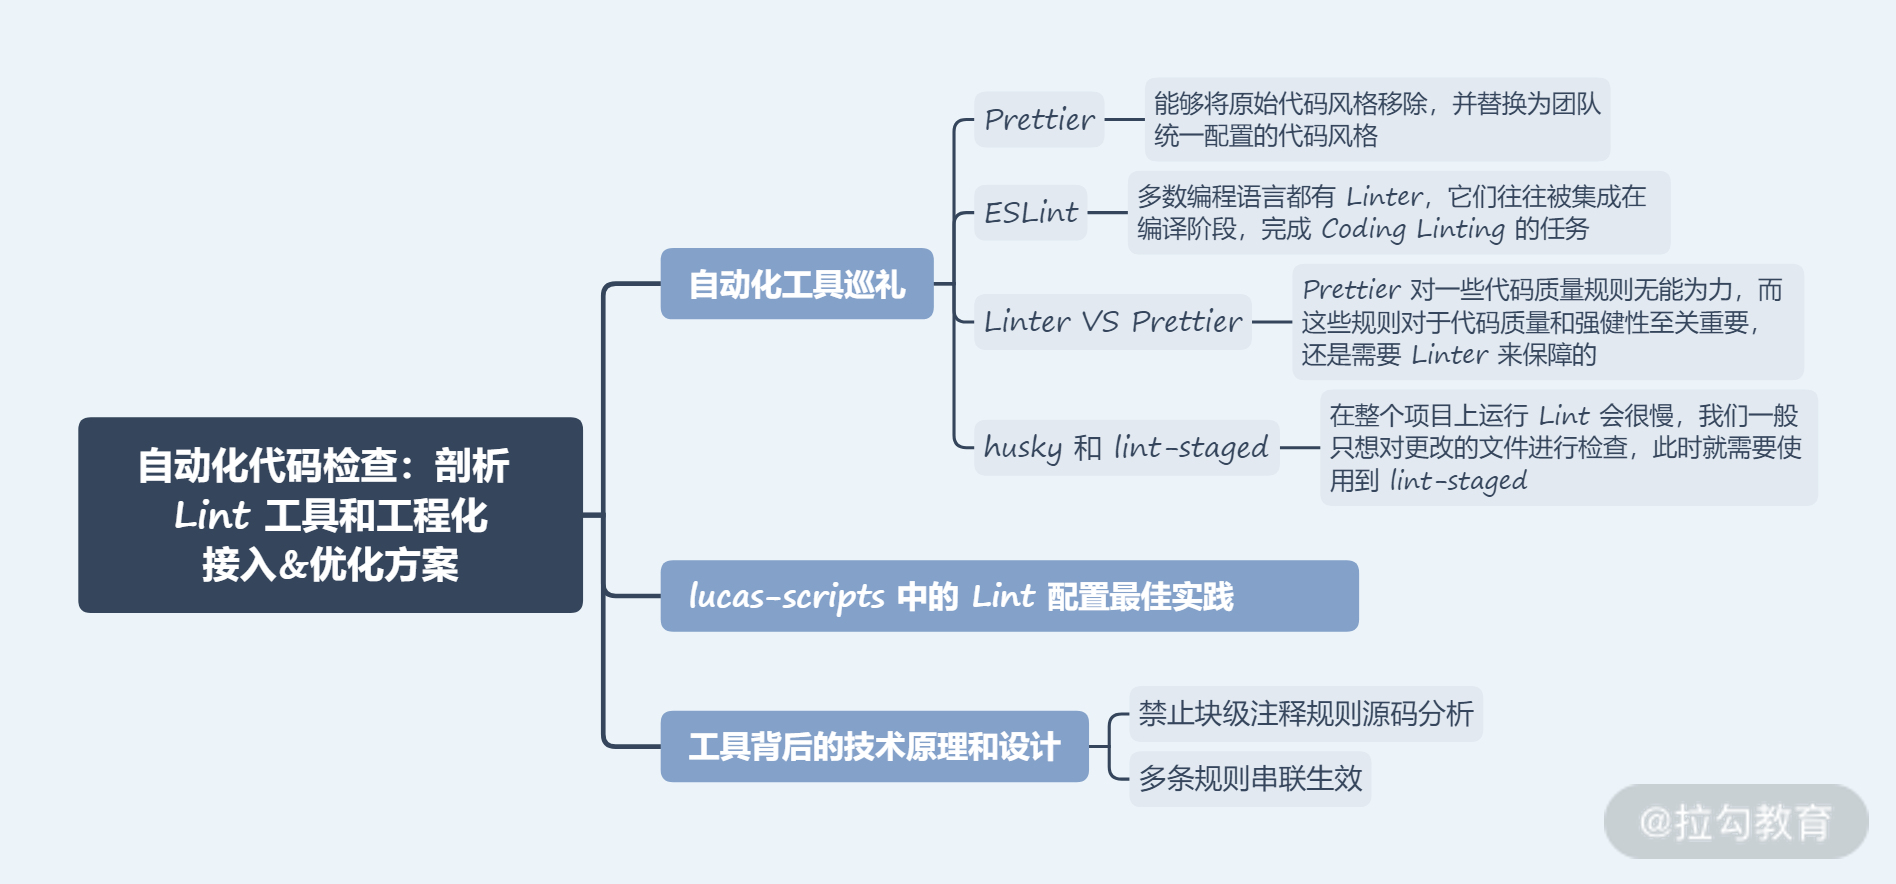 自动化代码检查：剖析
Lint 工具和工程化
接入&优化方案
自动化工具巡礼
Prettier
能够将原始代码风格移除，并替换为团队
统一配置的代码风格
ESLint
多数编程语言都有 Linter，它们往往被集成在
编译阶段，完成 Coding Linting 的任务
Linter VS Prettier
Prettier 对一些代码质量规则无能为力，而
这些规则对于代码质量和强健性至关重要，
还是需要 Linter 来保障的
husky 和 lint-staged
在整个项目上运行 Lint 会很慢，我们一般
只想对更改的文件进行检查，此时就需要使
用到 lint-staged
lucas-scripts 中的 Lint 配置最佳实践
工具背后的技术原理和设计
禁止块级注释规则源码分析
多条规则串联生效
@拉勾教育